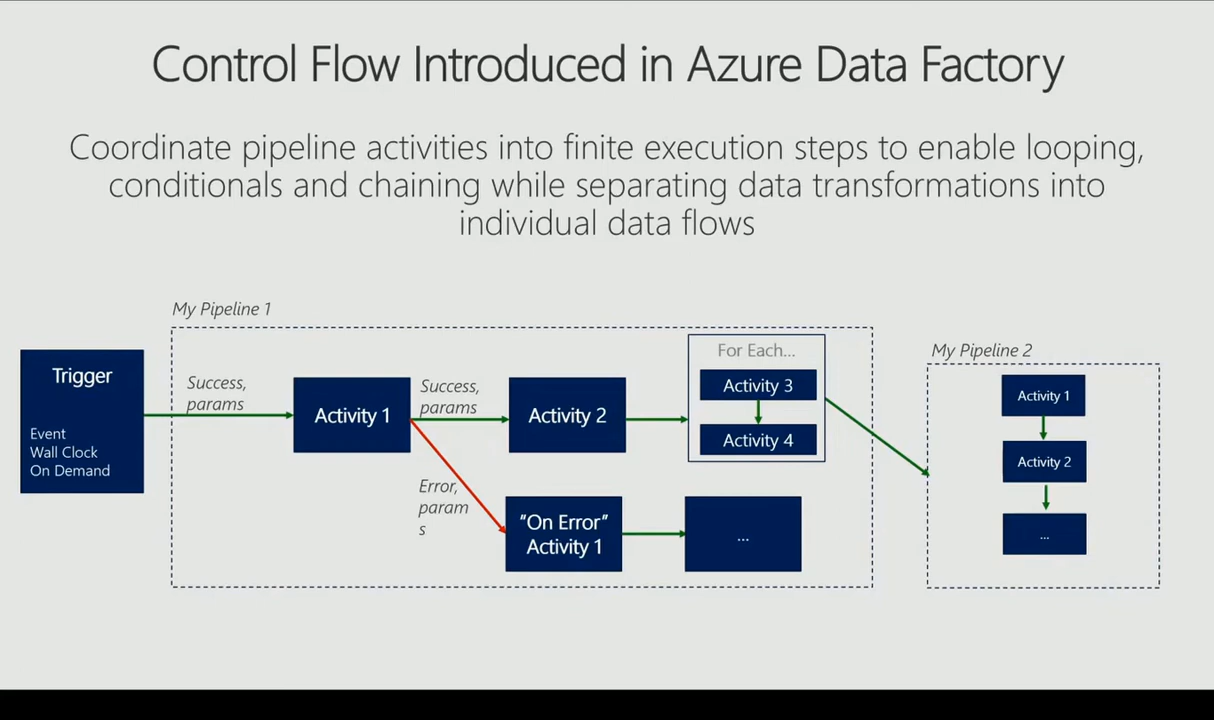 Control Flow Introduced in Azure Data Factory
Coordinate pipeline activities into finite execution steps to enable looping,
conditionals and chaining while separating data transformations into
individual data flows
My Pipeline 1
Trigger
Event
Wall Clock
On Demand
Success,
params
Activity 1
Success,
params
Activity 2
For Each...
Activity 3
Activity 4
Error,
param
s
"On Error"
Activity 1
...
My Pipeline 2
Activity 1
Activity 2
...